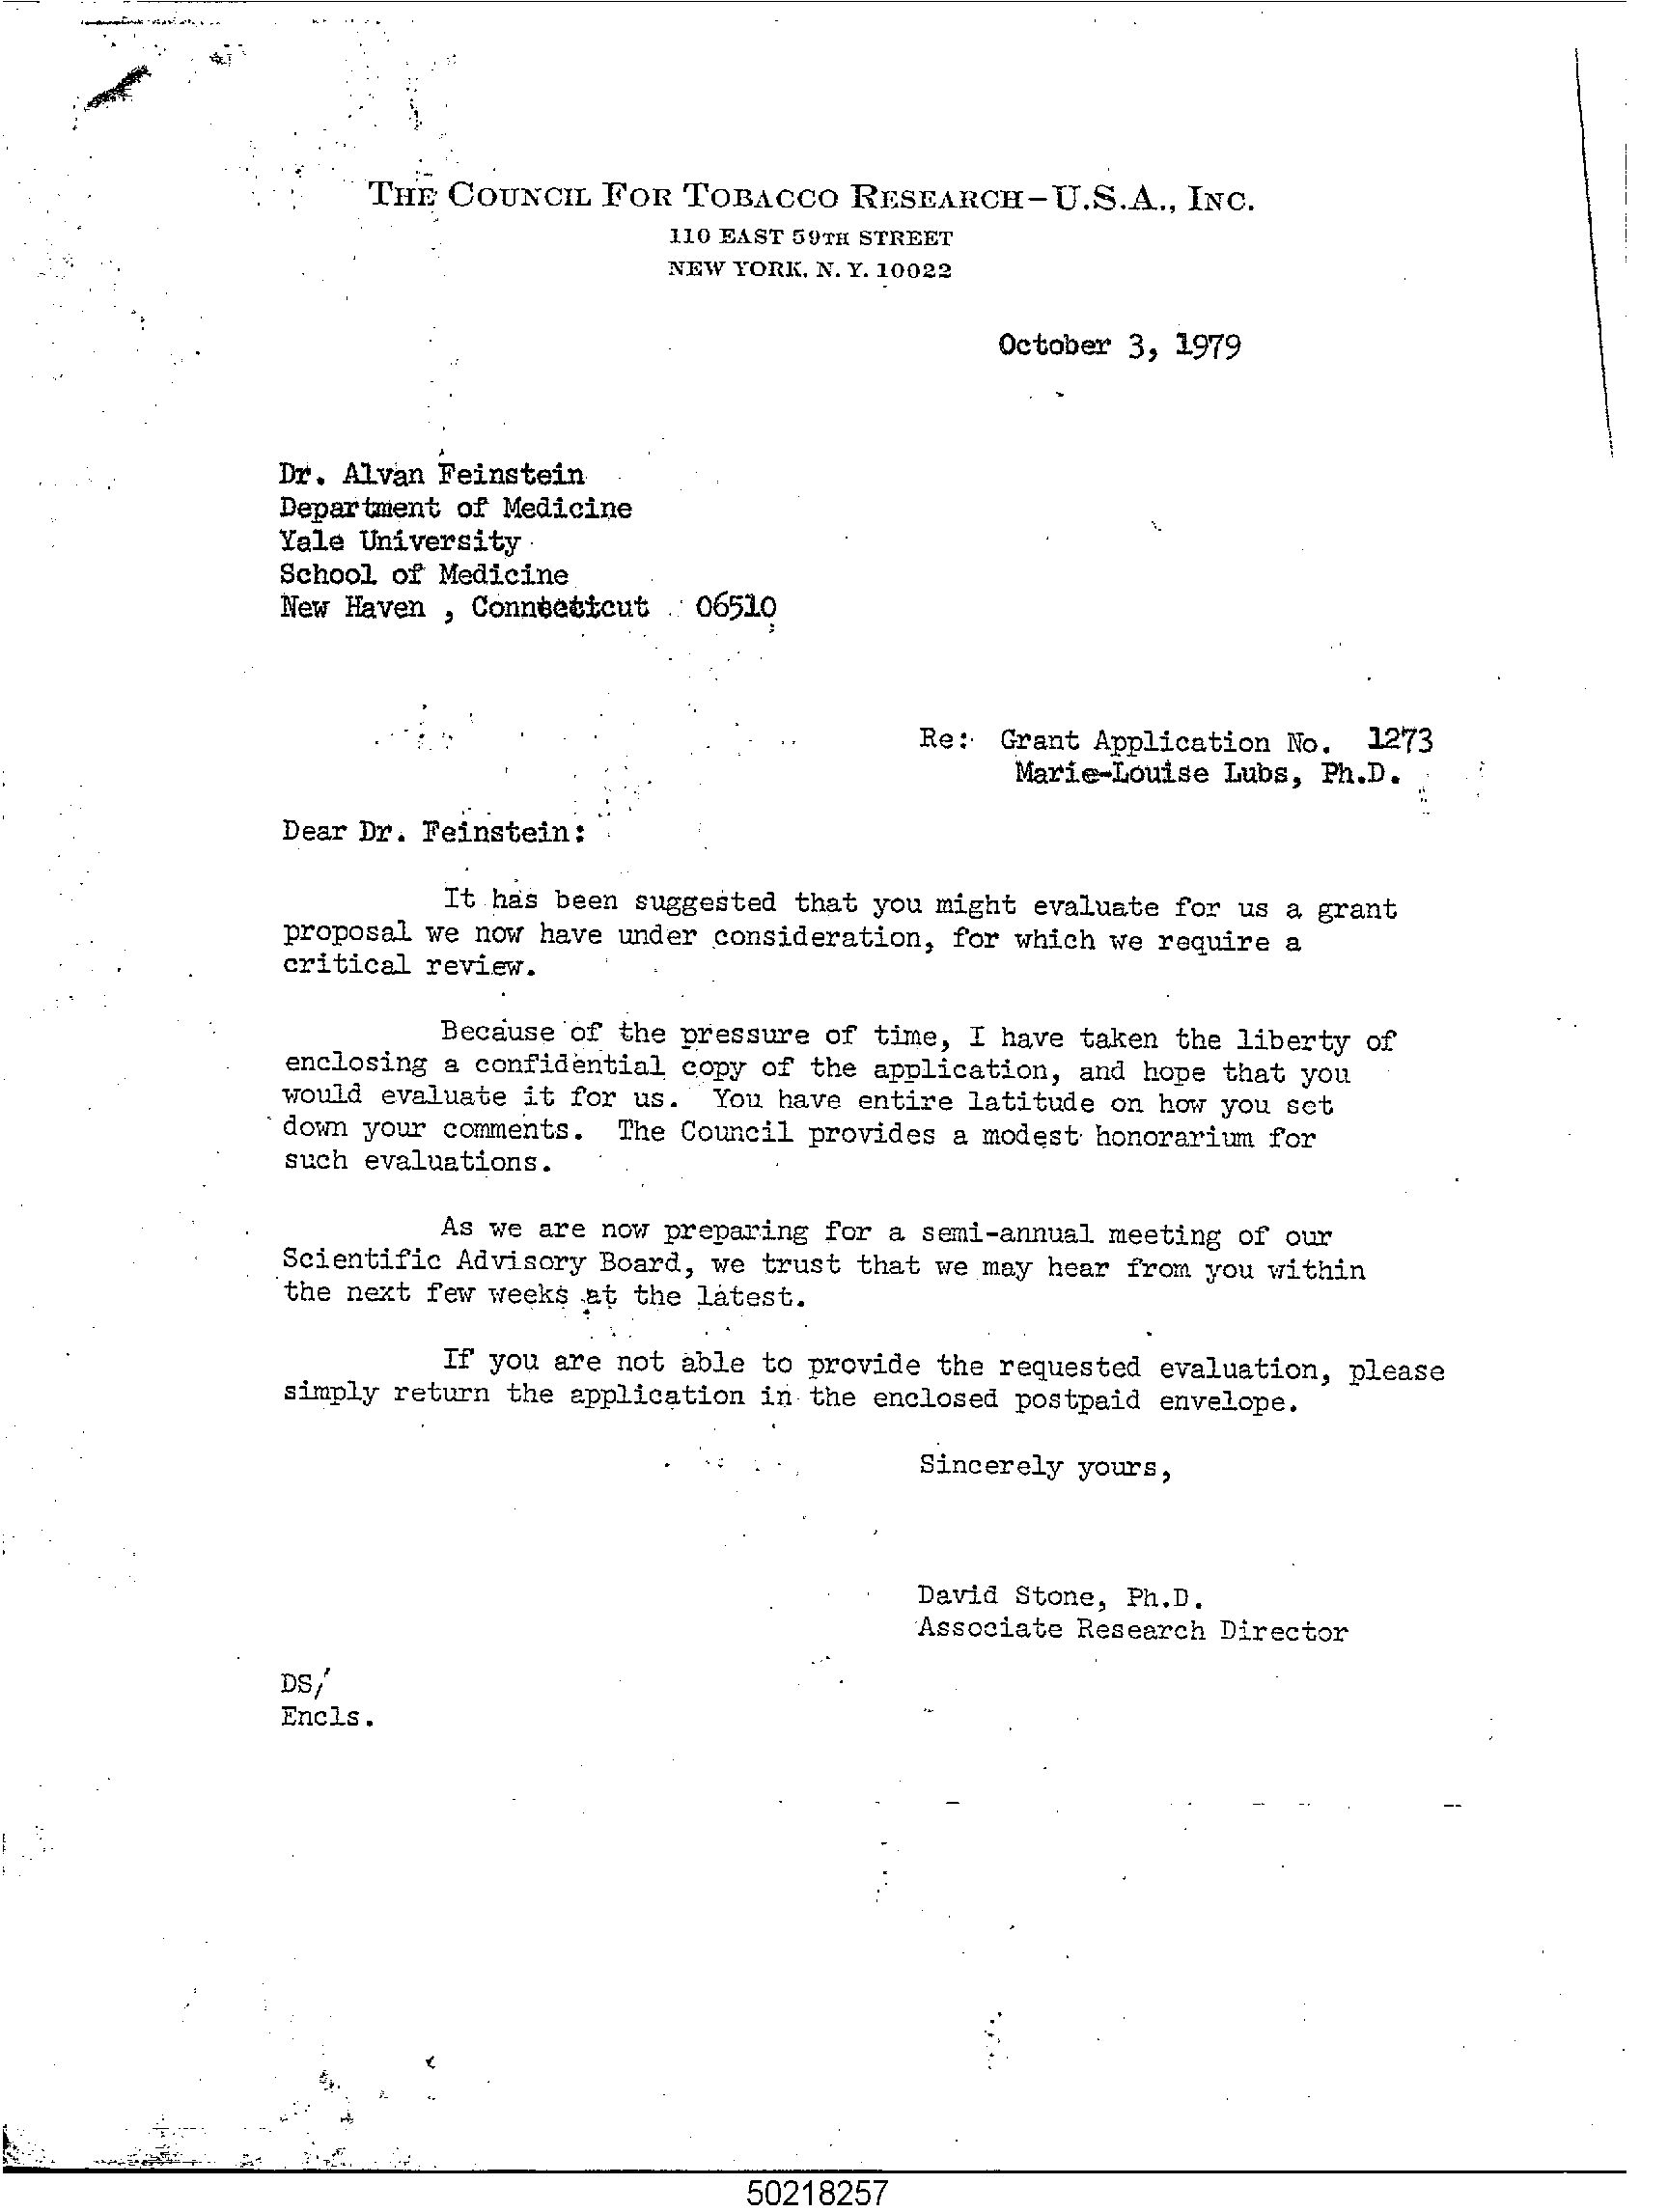 THE COUNCIL FOR TOBACCO RESEARCH-U.S.A., INC.
110 EAST 59TH STREET
NEW YORK, N. Y. 10022
October 3, 1979
Dr. Alvan Feinstein
Department of Medicine
Yale University
School of Medicine
New Haven , 06510
Re: Grant Application No. 1273
Marie-Louise Lubs, Ph.D.
Dear Dr. Feinstein:
It has been suggested that you might evaluate for us a grant
proposal we now have under consideration, for which we require a
critical review.
Because of the pressure of time, I have taken the liberty of
enclosing a confidential copy of the application, and hope that you
would evaluate it for us. You have entire latitude on how you set
down your comments. The Council provides a modest honorarium for
such evaluations.
As we are now preparing for a semi-annual meeting of our
Scientific Advisory Board, we trust that we may hear from you within
the next few weeks at the latest.
If you are not able to provide the requested evaluation, please
simply return the application in the enclosed postpaid envelope.
Sincerely yours,
David Stone, Ph.D.
Associate Research Director
DS/
Encls.
50218257